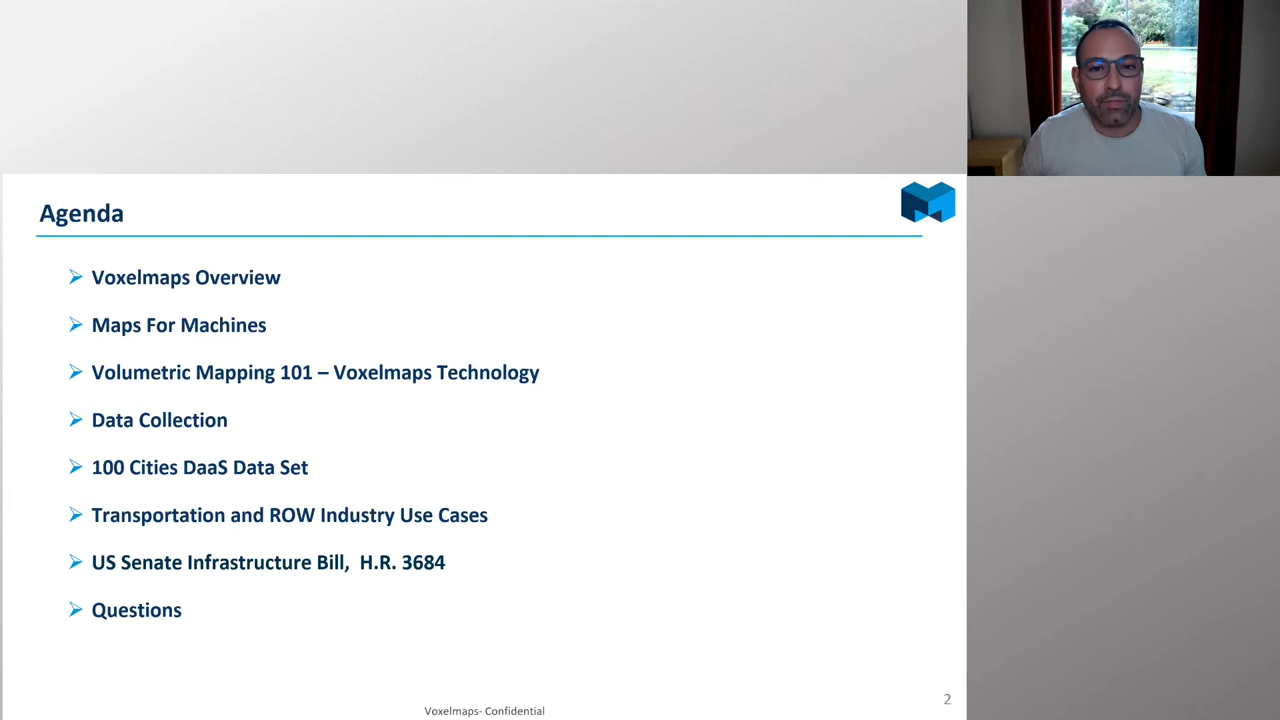 Agenda
Voxelmaps Overview
Maps For Machines
Volumetric Mapping 101 – Voxelmaps Technology
Data Collection
100 Cities DaaS Data Set
Transportation and ROW Industry Use Cases
US Senate Infrastructure Bill,  H.R. 3684
Questions
Voxelmaps- Confidential
2